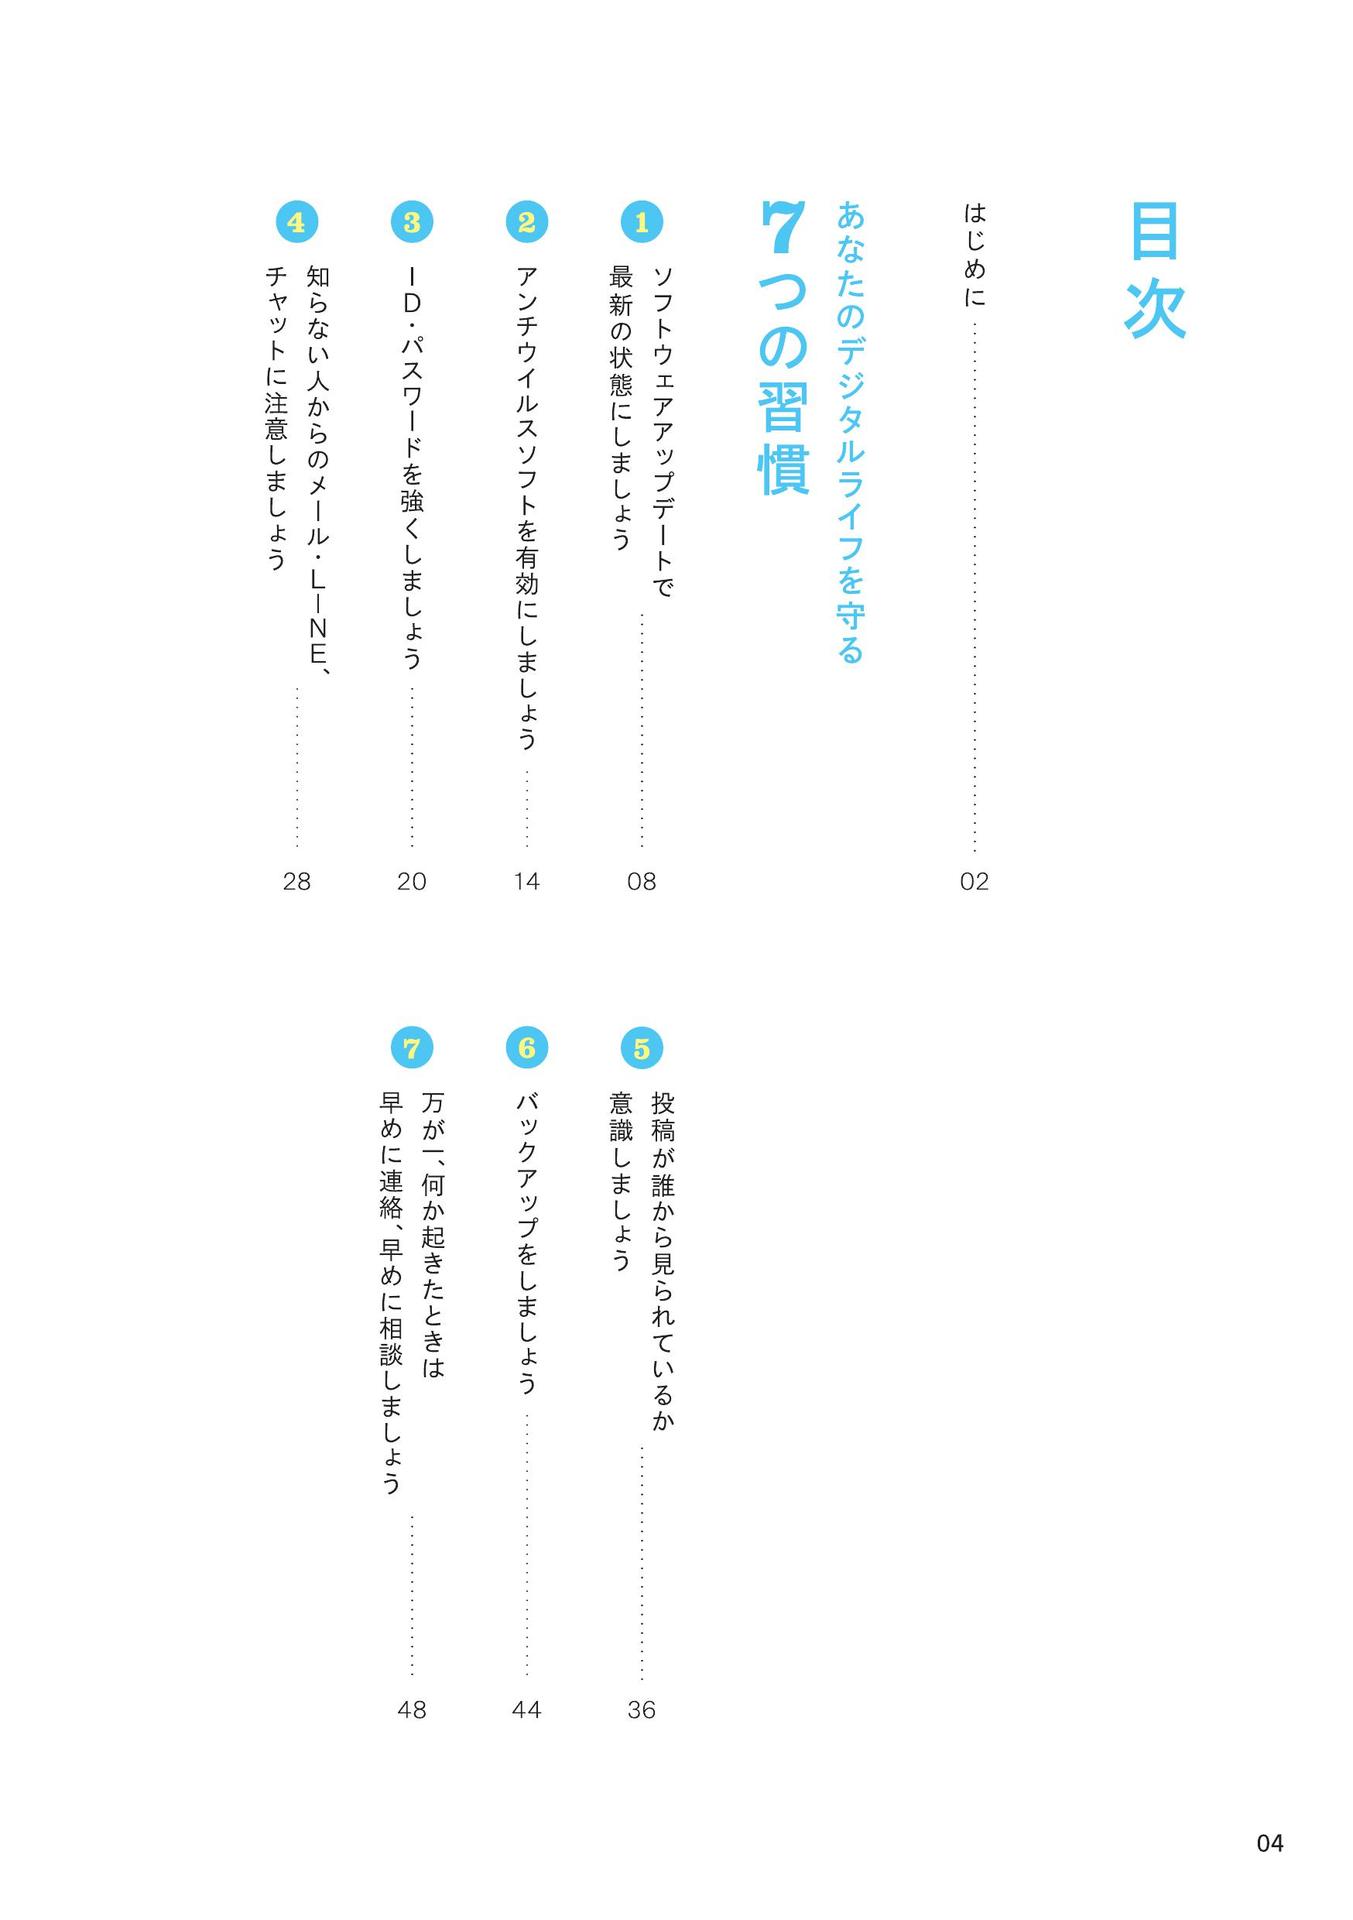 目次
はじめに
02
あなたのデジタルライフを守る
7つの習慣
1
ソフトウェアアップデートで
最新の状態にしましょう
08
2
アンチウイルスソフトを有効にしましょう
14
3
ID・パスワードを強くしましょう
20
4
知らない人からのメール・LINE、
チャットに注意しましょう
28
5
投稿が誰から見られているか
意識しましょう
36
6
バックアップをしましょう
44
7
万が一、何か起きたときは
早めに連絡、早めに相談しましょう
48
04